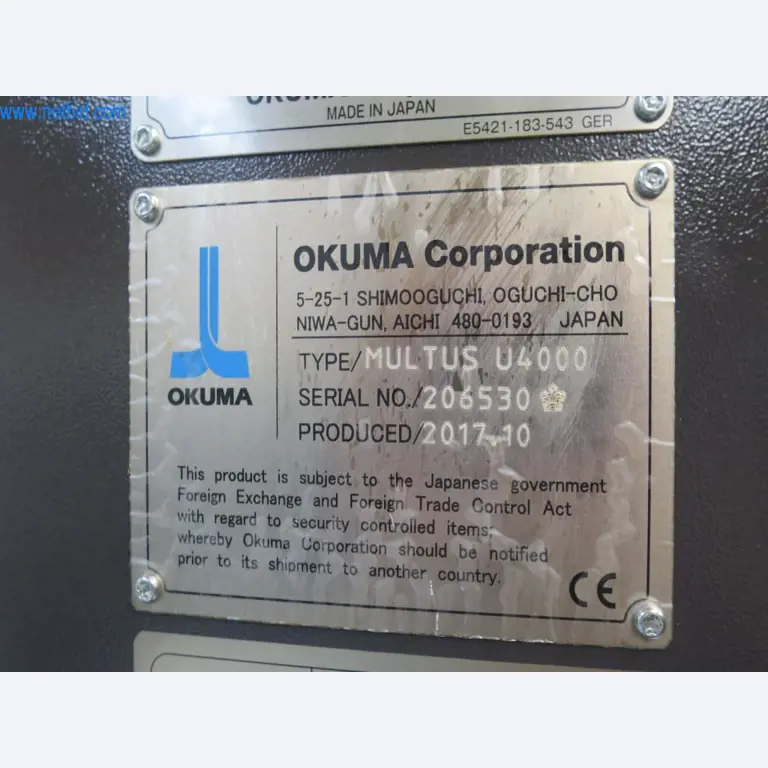 MADE IN JAPAN
E5421-183-543 GER
OKUMA Corporation
5-25-1 SHIMOOGUCHI, OGUCHI-CHO
NIWA-GUN, AICHI 480-0193 JAPAN
TYPE/MULTUS U4000
SERIAL NO./206530
PRODUCED/2017.10
OKUMA
This product is subject to the Japanese government
Foreign Exchange and Foreign Trade Control Act
with regard to security controlled items;
whereby Okuma Corporation should be notified
prior to its shipment to another country.
CE